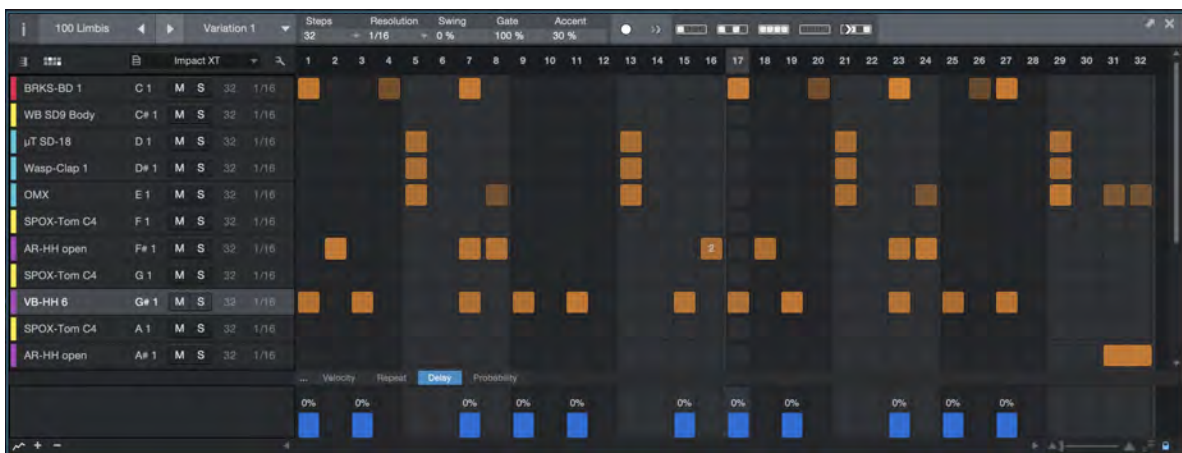 i 100 Limbis Variation 1 Steps Resolution Swing Gate Accent
32 1/16 0 % 100 % 30 %
Impact XT 1 2 3 4 5 6 7 8 9 10 11 12 13 14 15 16 17 18 19 20 21 22 23 24 25 26 27 28 29 30 31 32
BRKS-BD 1 C 1 M S 32 1/16
WB SD9 Body C# 1 M S 32 1/16
µT SD-18 D 1 M S 32 1/16
Wasp-Clap 1 D# 1 M S 32 1/16
OMX E 1 M S 32 1/16
SPOX-Tom C4 F 1 M S 32 1/16
AR-HH open F# 1 M S 32 1/16 2
SPOX-Tom C4 G 1 M S 32 1/16
VB-HH 6 G# 1 M S 32 1/16
SPOX-Tom C4 A 1 M S 32 1/16
AR-HH open A# 1 M S 32 1/16
... Velocity Repeat Delay Probability
0% 0% 0% 0% 0% 0% 0% 0% 0% 0% 0%